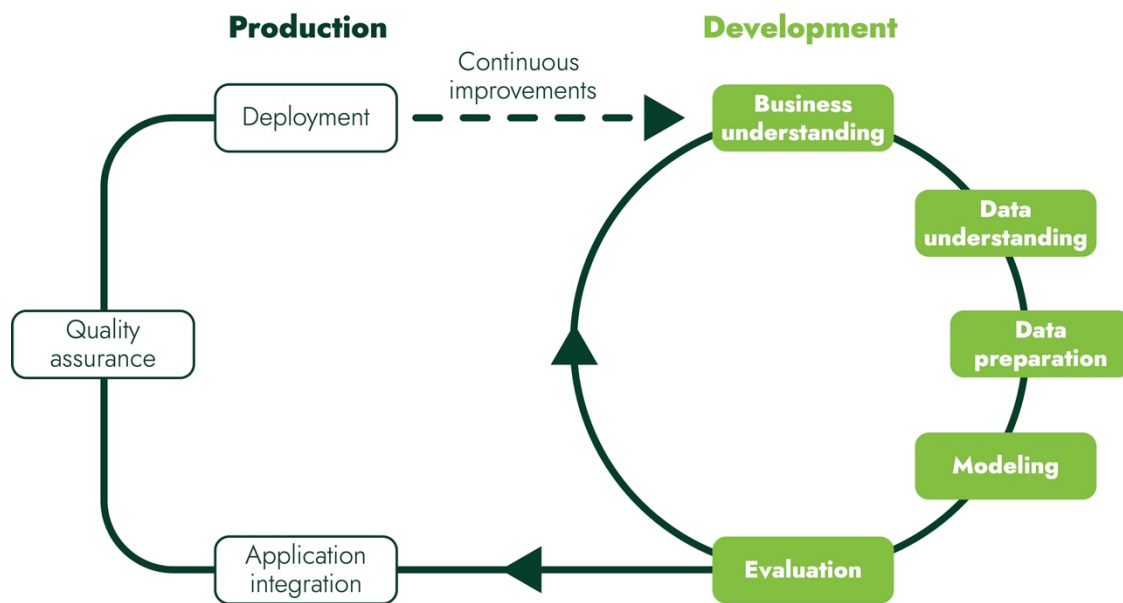 Production
Development
Continuous
improvements
Deployment
Business
understanding
Data
understanding
Quality
assurance
Data
preparation
Modeling
Application
integration
Evaluation